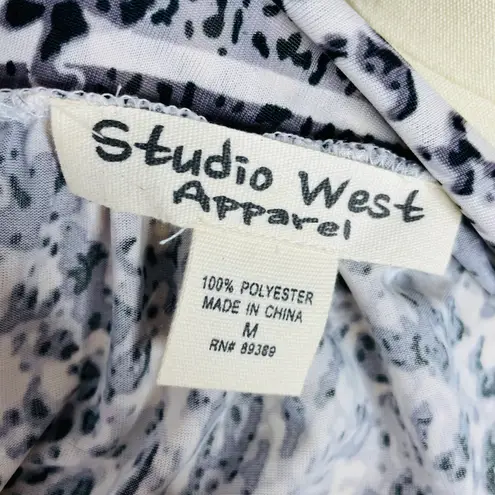 Studio West
Apparel
100% POLYESTER
MADE IN CHINA
M
RN# 89369